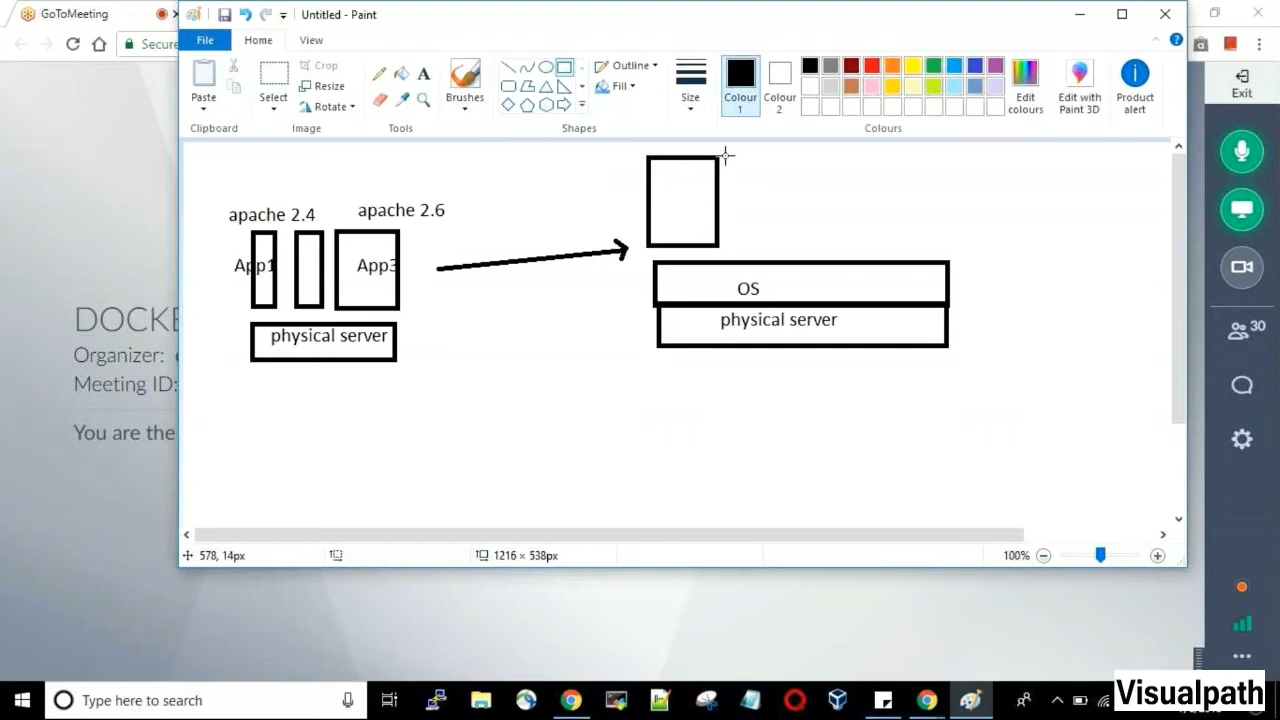 GoToMeeting
Untitled - Paint
Secure
File
Home
View
Paste
Crop
Resize
Rotate
Select
Brushes
Outline
Fill
Size
Colour 1
Colour 2
Edit colours
Edit with Paint 3D
Product alert
Clipboard
Image
Tools
Shapes
Colours
Exit
apache 2.4
apache 2.6
App1
App3
OS
physical server
physical server
DOCKE
Organizer:
Meeting ID:
You are the
30
578, 14px
1216 × 538px
100%
Type here to search
Visualpath